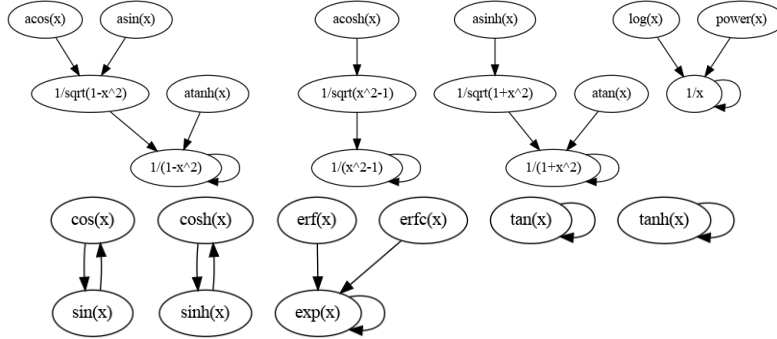 acos(x) asin(x) acosh(x) asinh(x) log(x) power(x)
1/sqrt(1-x^2) atanh(x) 1/sqrt(x^2-1) 1/sqrt(1+x^2) atan(x) 1/x
1/(1-x^2) 1/(x^2-1) 1/(1+x^2)
cos(x) cosh(x) erf(x) erfc(x) tan(x) tanh(x)
sin(x) sinh(x) exp(x)